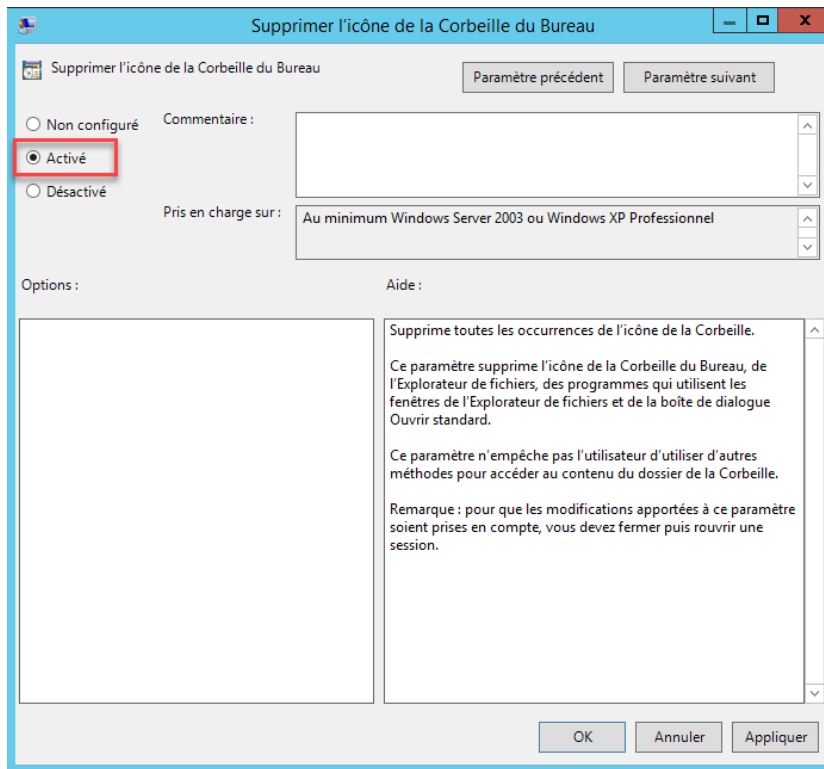 Supprimer l'icône de la Corbeille du Bureau
Supprimer l'icône de la Corbeille du Bureau
Paramètre précédent
Paramètre suivant
Non configuré
Commentaire :
Activé
Désactivé
Pris en charge sur :
Au minimum Windows Server 2003 ou Windows XP Professionnel
Options :
Aide :
Supprime toutes les occurrences de l'icône de la Corbeille.
Ce paramètre supprime l'icône de la Corbeille du Bureau, de
l'Explorateur de fichiers, des programmes qui utilisent les
fenêtres de l'Explorateur de fichiers et de la boîte de dialogue
Ouvrir standard.
Ce paramètre n'empêche pas l'utilisateur d'utiliser d'autres
méthodes pour accéder au contenu du dossier de la Corbeille.
Remarque : pour que les modifications apportées à ce paramètre
soient prises en compte, vous devez fermer puis rouvrir une
session.
OK
Annuler
Appliquer